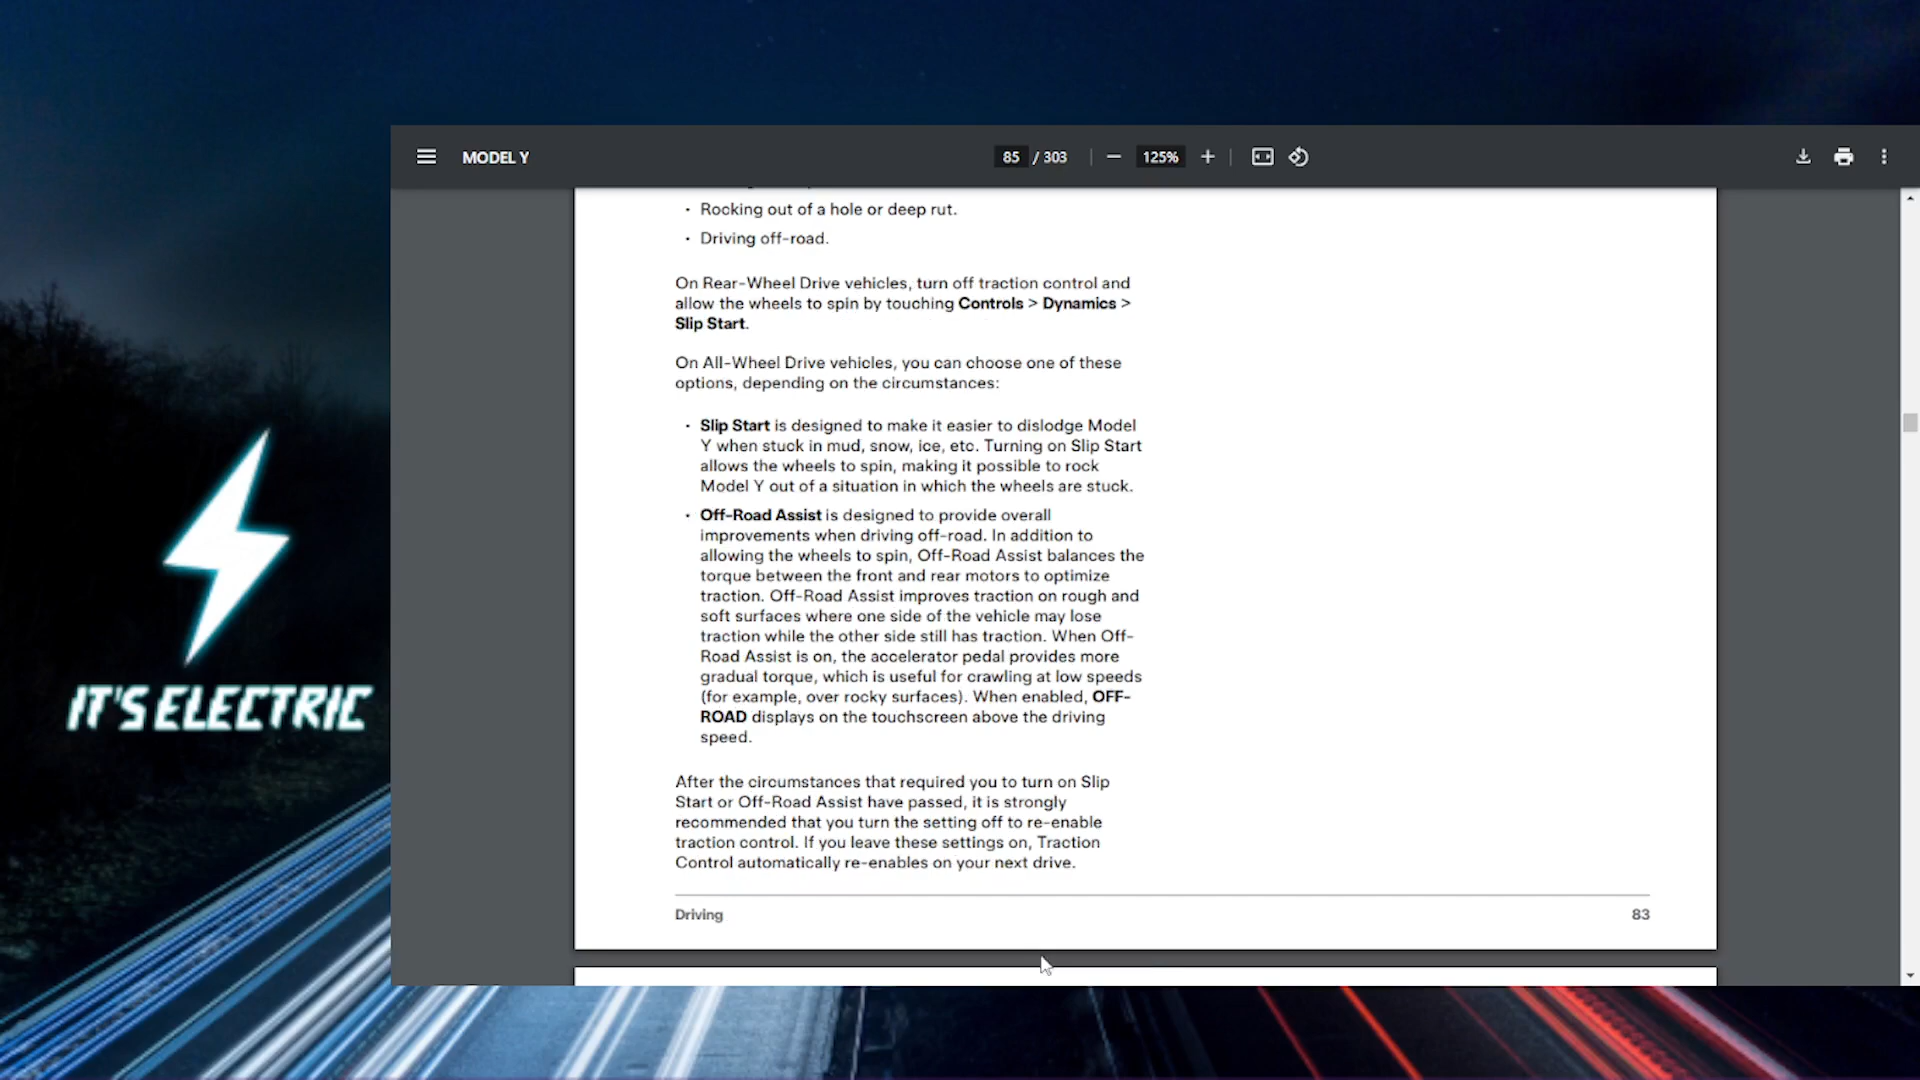 MODEL Y
85 / 303
125%
• Rocking out of a hole or deep rut.
• Driving off-road.
On Rear-Wheel Drive vehicles, turn off traction control and
allow the wheels to spin by touching Controls > Dynamics >
Slip Start.
On All-Wheel Drive vehicles, you can choose one of these
options, depending on the circumstances:
• Slip Start is designed to make it easier to dislodge Model
Y when stuck in mud, snow, ice, etc. Turning on Slip Start
allows the wheels to spin, making it possible to rock
Model Y out of a situation in which the wheels are stuck.
• Off-Road Assist is designed to provide overall
improvements when driving off-road. In addition to
allowing the wheels to spin, Off-Road Assist balances the
torque between the front and rear motors to optimize
traction. Off-Road Assist improves traction on rough and
soft surfaces where one side of the vehicle may lose
traction while the other side still has traction. When Off-
Road Assist is on, the accelerator pedal provides more
gradual torque, which is useful for crawling at low speeds
(for example, over rocky surfaces). When enabled, OFF-
ROAD displays on the touchscreen above the driving
speed.
After the circumstances that required you to turn on Slip
Start or Off-Road Assist have passed, it is strongly
recommended that you turn the setting off to re-enable
traction control. If you leave these settings on, Traction
Control automatically re-enables on your next drive.
Driving
83
IT'S ELECTRIC